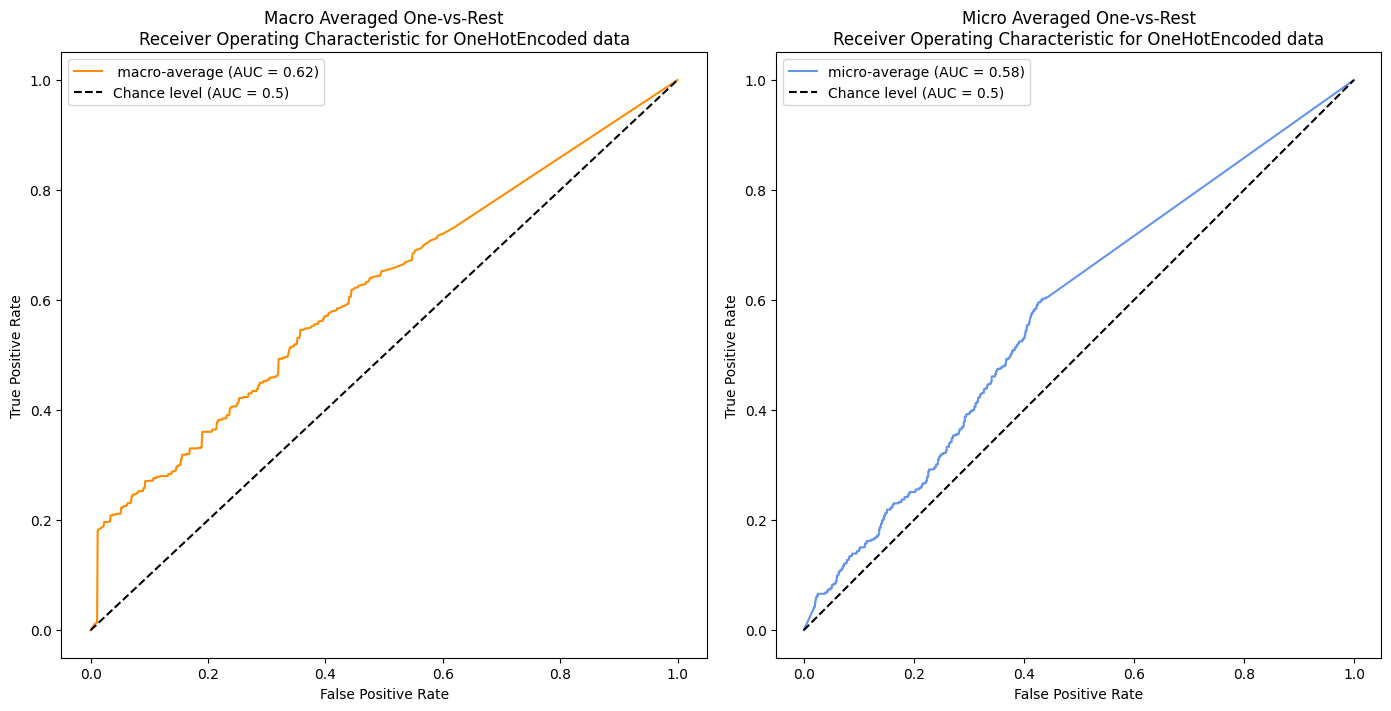 Macro Averaged One-vs-Rest
Receiver Operating Characteristic for OneHotEncoded data
macro-average (AUC = 0.62)
Chance level (AUC = 0.5)
1.0
0.8
0.6
0.4
0.2
0.0
True Positive Rate
0.0 0.2 0.4 0.6 0.8 1.0
False Positive Rate
Micro Averaged One-vs-Rest
Receiver Operating Characteristic for OneHotEncoded data
micro-average (AUC = 0.58)
Chance level (AUC = 0.5)
1.0
0.8
0.6
0.4
0.2
0.0
True Positive Rate
0.0 0.2 0.4 0.6 0.8 1.0
False Positive Rate